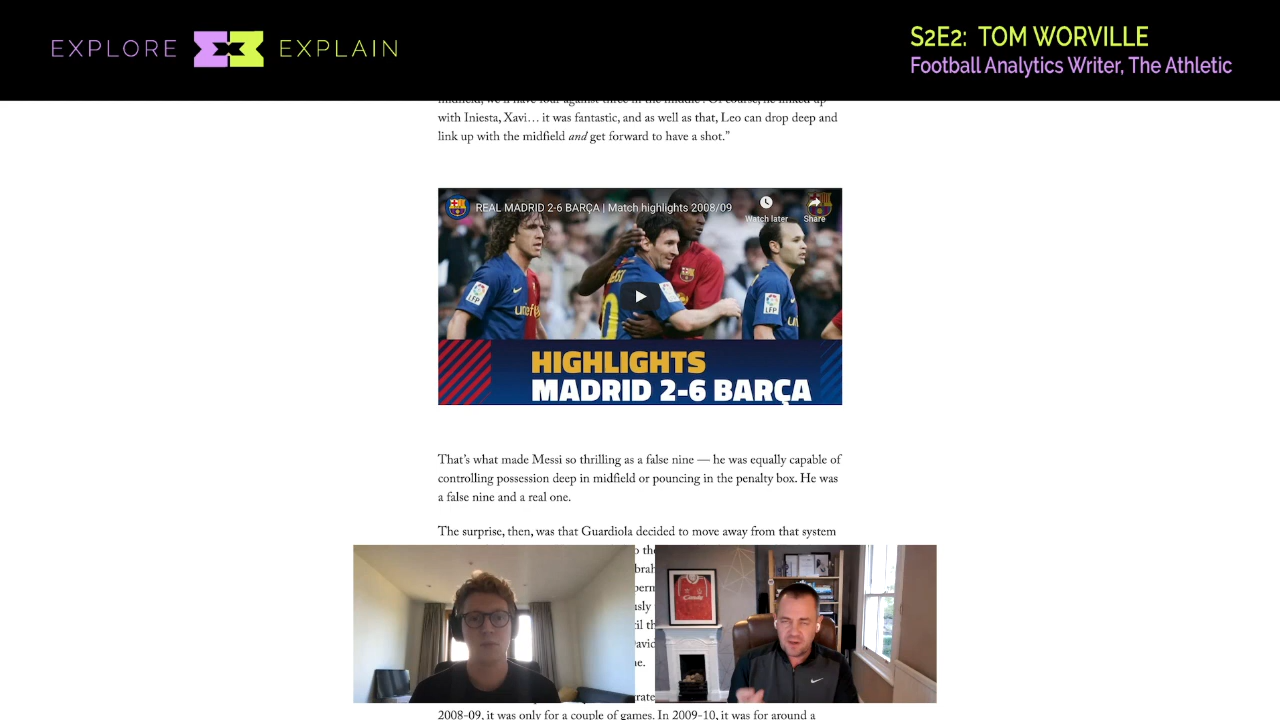 EXPLORE EXPLAIN
S2E2: TOM WORVILLE
Football Analytics Writer, The Athletic
with Iniesta, Xavi… it was fantastic, and as well as that, Leo can drop deep and
link up with the midfield and get forward to have a shot.”
REAL MADRID 2-6 BARÇA | Match highlights 2008/09
Watch later
Share
HIGHLIGHTS
MADRID 2-6 BARÇA
That’s what made Messi so thrilling as a false nine — he was equally capable of
controlling possession deep in midfield or pouncing in the penalty box. He was
a false nine and a real one.
The surprise, then, was that Guardiola decided to move away from that system
2008-09, it was only for a couple of games. In 2009-10, it was for around a